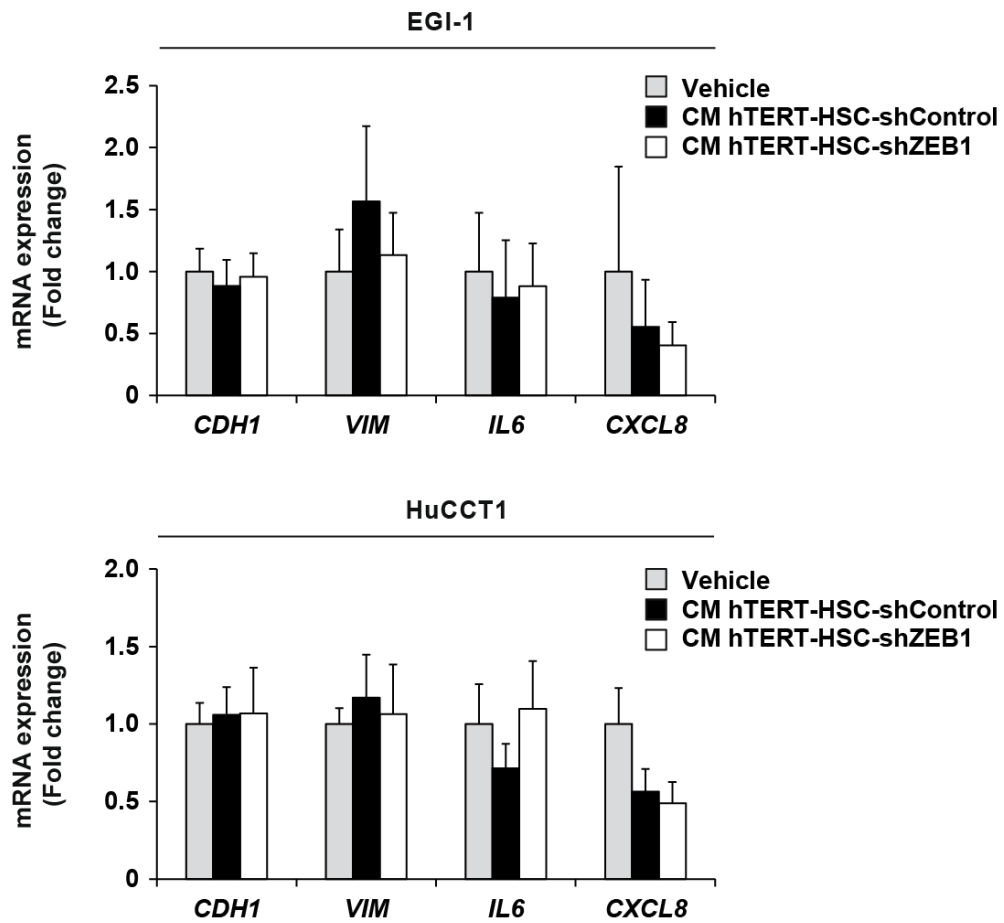 EGI-1
mRNA expression
(Fold change)
2.5
2.0
1.5
1.0
0.5
0
Vehicle
CM hTERT-HSC-shControl
CM hTERT-HSC-shZEB1
CDH1 VIM IL6 CXCL8
HuCCT1
mRNA expression
(Fold change)
2.0
1.5
1.0
0.5
0
Vehicle
CM hTERT-HSC-shControl
CM hTERT-HSC-shZEB1
CDH1 VIM IL6 CXCL8